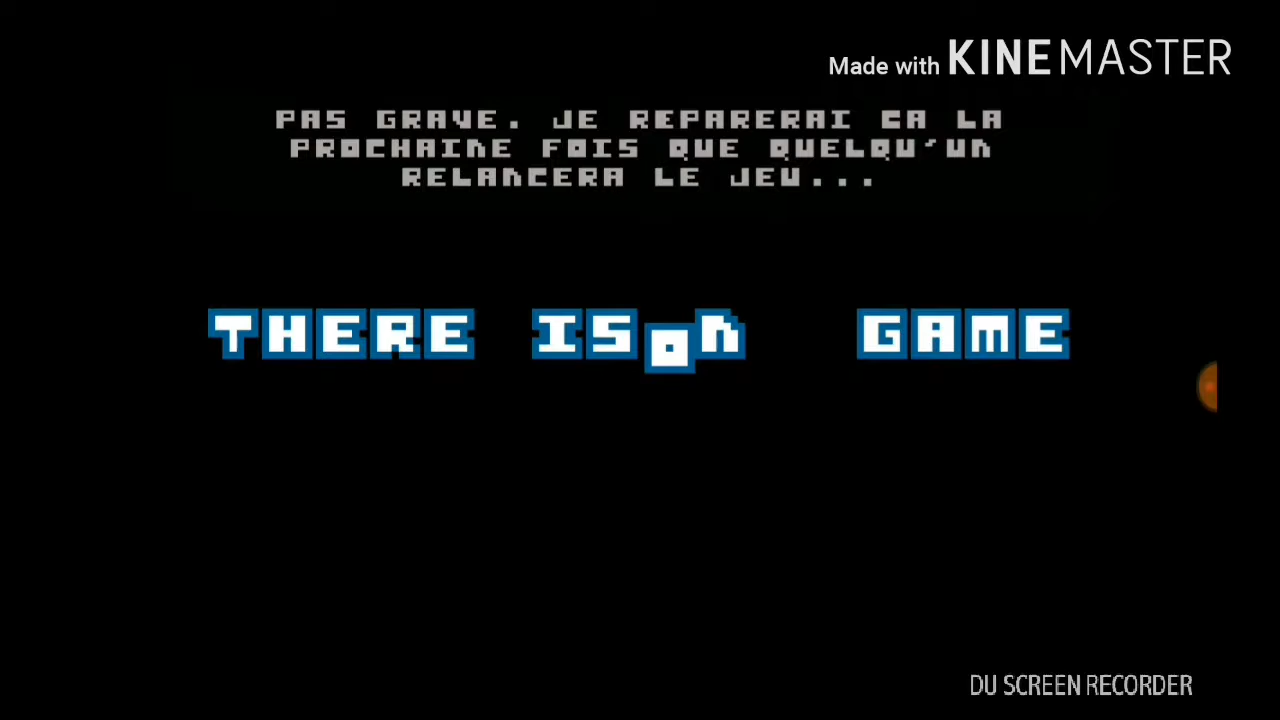 Made with KINEMASTER
PAS GRAVE. JE REPARERAI CA LA
PROCHAINE FOIS QUE QUELQU'UN
RELANCERA LE JEU...
THERE ISon GAME
DU SCREEN RECORDER